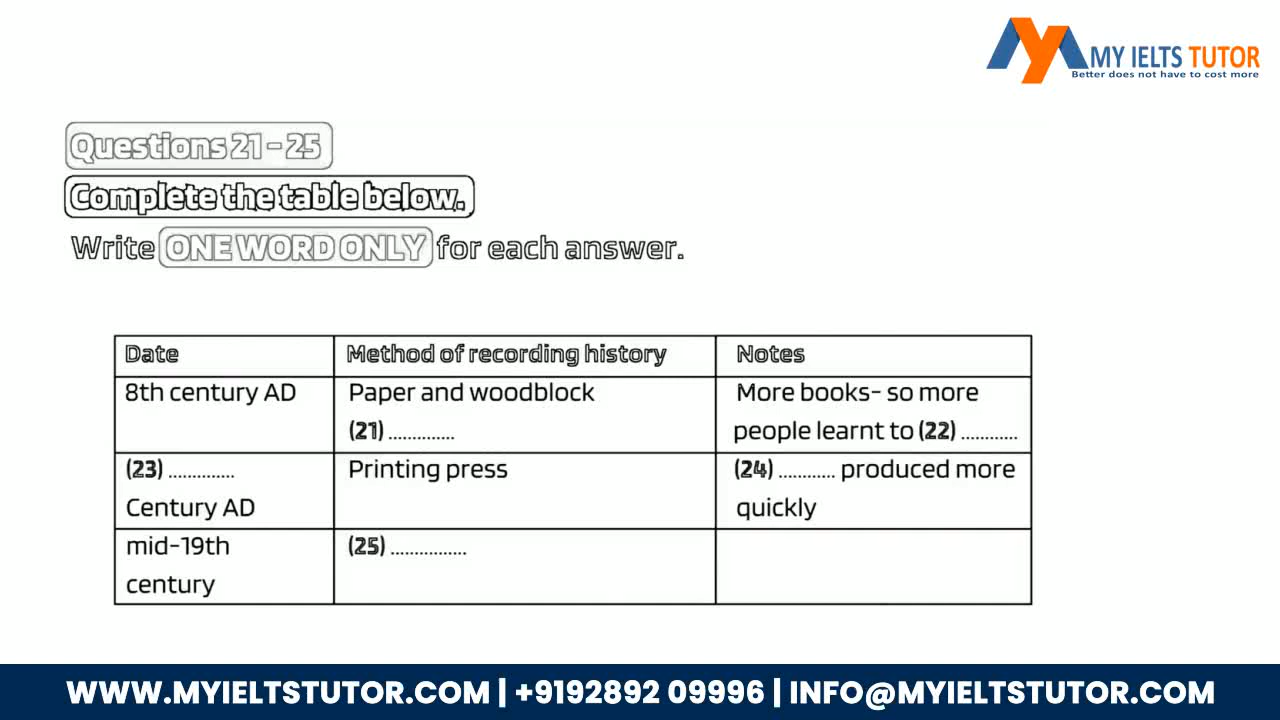 MY IELTS TUTOR
Better does not have to cost more
Questions 21 - 25
Complete the table below.
Write ONE WORD ONLY for each answer.
Date Method of recording history Notes
8th century AD Paper and woodblock More books- so more
(21) .............. people learnt to (22) ............
(23) .............. Printing press (24) ............ produced more
Century AD quickly
mid-19th (25) ................
century
WWW.MYIELTSTUTOR.COM | +9192892 09996 | INFO@MYIELTSTUTOR.COM